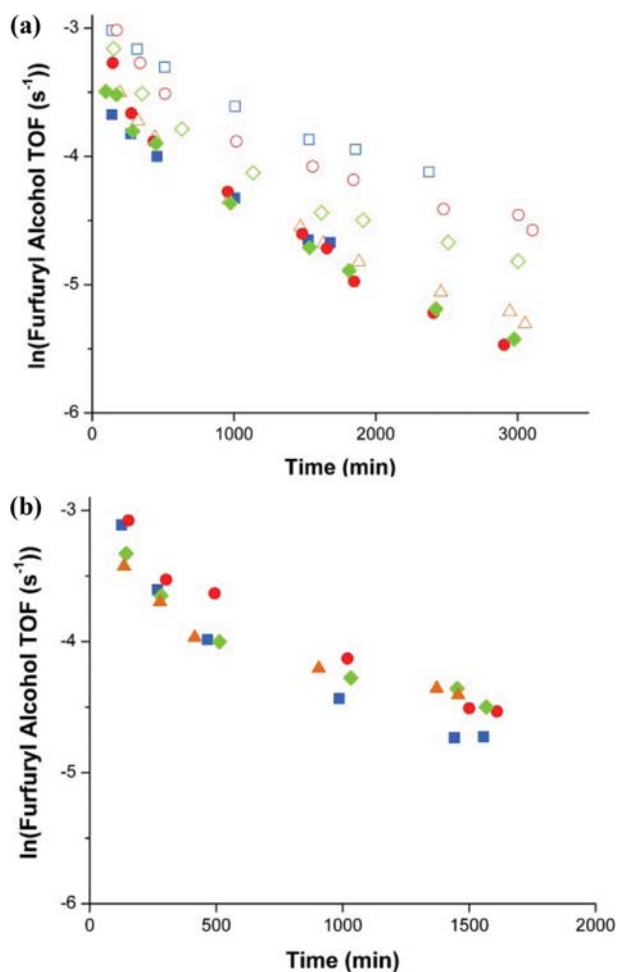 (a)
ln(Furfuryl Alcohol TOF (s⁻¹))
-3
-4
-5
-6
0 1000 2000 3000
Time (min)
(b)
ln(Furfuryl Alcohol TOF (s⁻¹))
-3
-4
-5
-6
0 500 1000 1500 2000
Time (min)